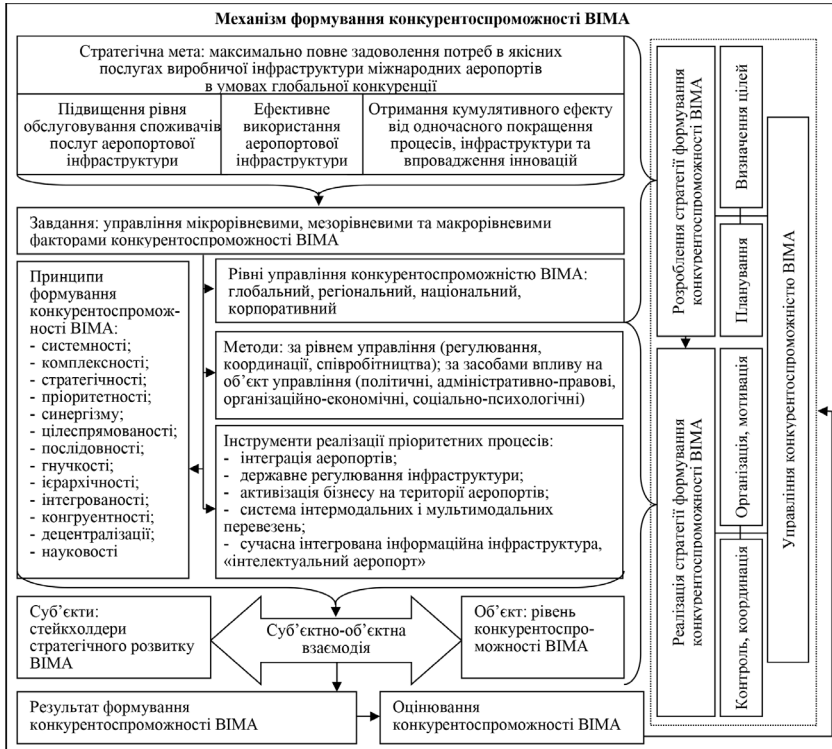 Механізм формування конкурентоспроможності ВІМА
Стратегічна мета: максимально повне задоволення потреб в якісних
послугах виробничої інфраструктури міжнародних аеропортів
в умовах глобальної конкуренції
Підвищення рівня
обслуговування споживачів
послуг аеропортової
інфраструктури
Ефективне
використання
аеропортової
інфраструктури
Отримання кумулятивного ефекту
від одночасного покращення
процесів, інфраструктури та
впровадження інновацій
Завдання: управління мікрорівневими, мезорівневими та макрорівневими
факторами конкурентоспроможності ВІМА
Принципи
формування
конкурентоспромож-
ності ВІМА:
- системності;
- комплексності;
- стратегічності;
- пріоритетності;
- синергізму;
- цілеспрямованості;
- послідовності;
- гнучкості;
- ієрархічності;
- інтегрованості;
- конгруентності;
- децентралізації;
- науковості
Рівні управління конкурентоспроможністю ВІМА:
глобальний, регіональний, національний,
корпоративний
Методи: за рівнем управління (регулювання,
координації, співробітництва); за засобами впливу на
об’єкт управління (політичні, адміністративно-правові,
організаційно-економічні, соціально-психологічні)
Інструменти реалізації пріоритетних процесів:
- інтеграція аеропортів;
- державне регулювання інфраструктури;
- активізація бізнесу на території аеропортів;
- система інтермодальних і мультимодальних
перевезень;
- сучасна інтегрована інформаційна інфраструктура,
«інтелектуальний аеропорт»
Суб’єкти:
стейкхолдери
стратегічного розвитку
ВІМА
Суб’єктно-об’єктна
взаємодія
Об’єкт: рівень
конкурентоспро-
можності ВІМА
Результат формування
конкурентоспроможності ВІМА
Оцінювання
конкурентоспроможності ВІМА
Розроблення стратегії формування
конкурентоспроможності ВІМА
Реалізація стратегії формування
конкурентоспроможності ВІМА
Визначення цілей
Планування
Організація, мотивація
Контроль, координація
Управління конкурентоспроможністю ВІМА